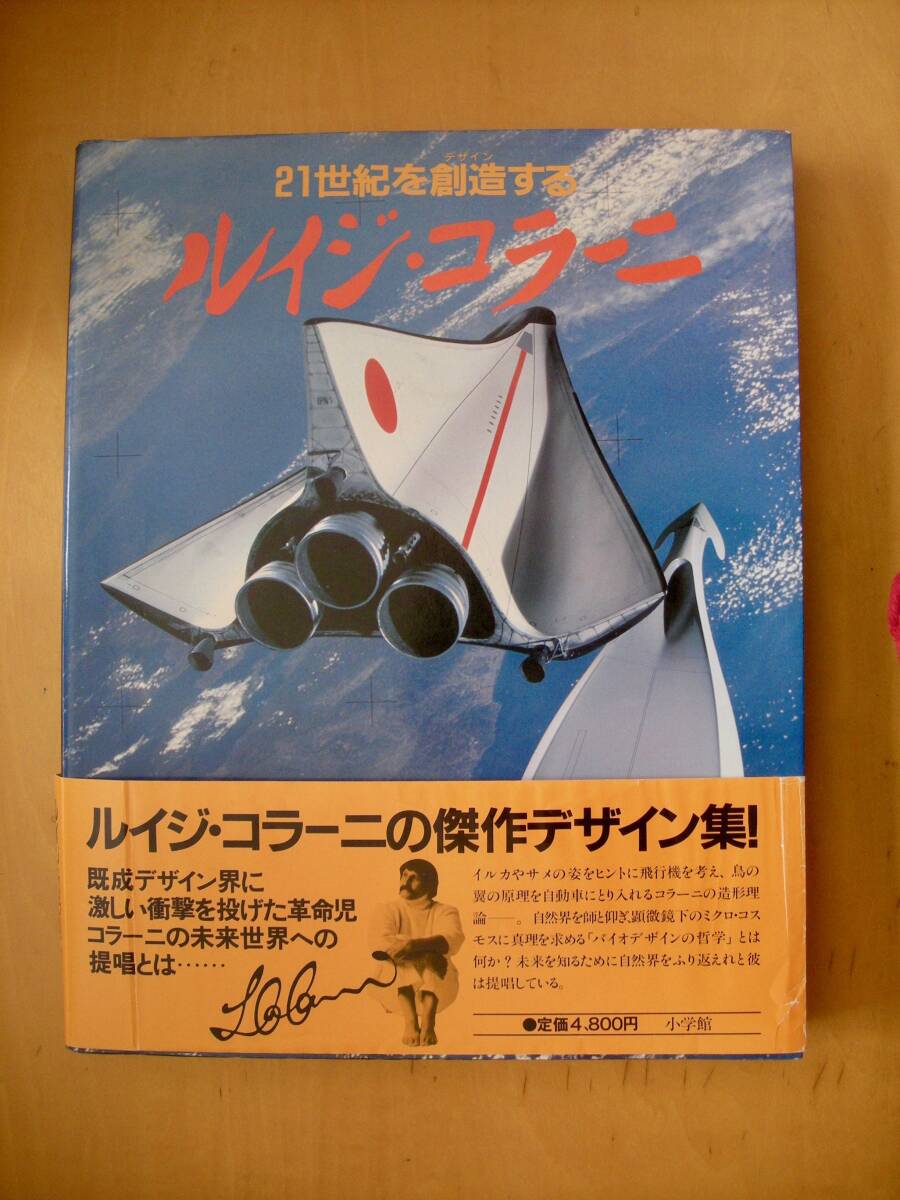 デザイン
21世紀を創造する
ルイジ・コラーニ
ルイジ・コラーニの傑作デザイン集!
既成デザイン界に
激しい衝撃を投げた革命児
コラーニの未来世界への
提唱とは……
イルカやサメの姿をヒントに飛行機を考え、鳥の
翼の原理を自動車にとり入れるコラーニの造形理
論——。自然界を師と仰ぎ、顕微鏡下のミクロ・コス
モスに真理を求める「バイオデザインの哲学」とは
何か?未来を知るために自然界をふり返えれと彼
は提唱している。
●定価4,800円 小学館